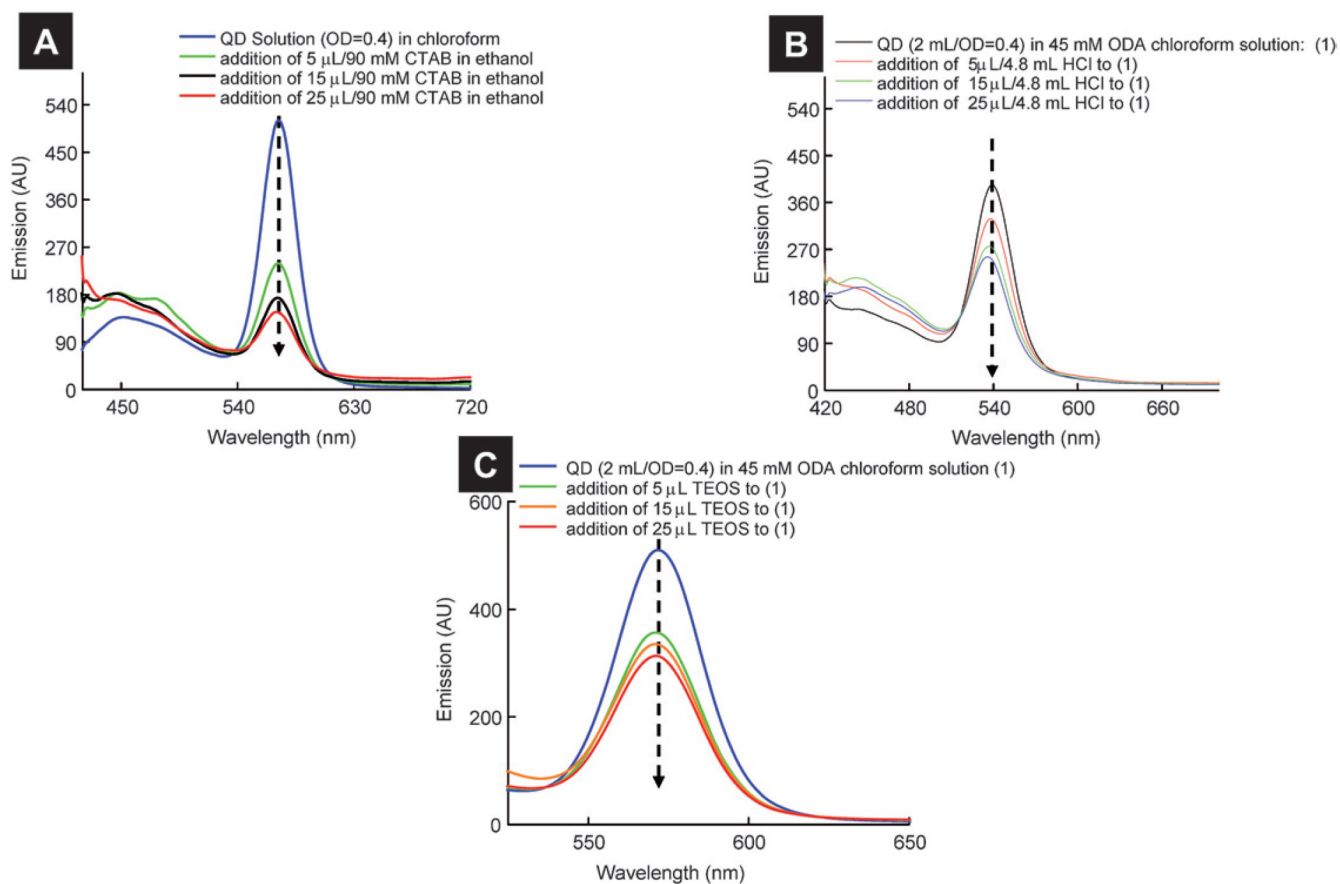 A
QD Solution (OD=0.4) in chloroform
addition of 5 μL/90 mM CTAB in ethanol
addition of 15 μL/90 mM CTAB in ethanol
addition of 25 μL/90 mM CTAB in ethanol
540
450
360
270
180
90
0
Emission (AU)
450 540 630 720
Wavelength (nm)
B
QD (2 mL/OD=0.4) in 45 mM ODA chloroform solution: (1)
addition of 5μL/4.8 mL HCl to (1)
addition of 15μL/4.8 mL HCl to (1)
addition of 25μL/4.8 mL HCl to (1)
540
450
360
270
180
90
0
Emission (AU)
420 480 540 600 660
Wavelength (nm)
C
QD (2 mL/OD=0.4) in 45 mM ODA chloroform solution (1)
addition of 5 μL TEOS to (1)
addition of 15 μL TEOS to (1)
addition of 25 μL TEOS to (1)
600
400
200
0
Emission (AU)
550 600 650
Wavelength (nm)